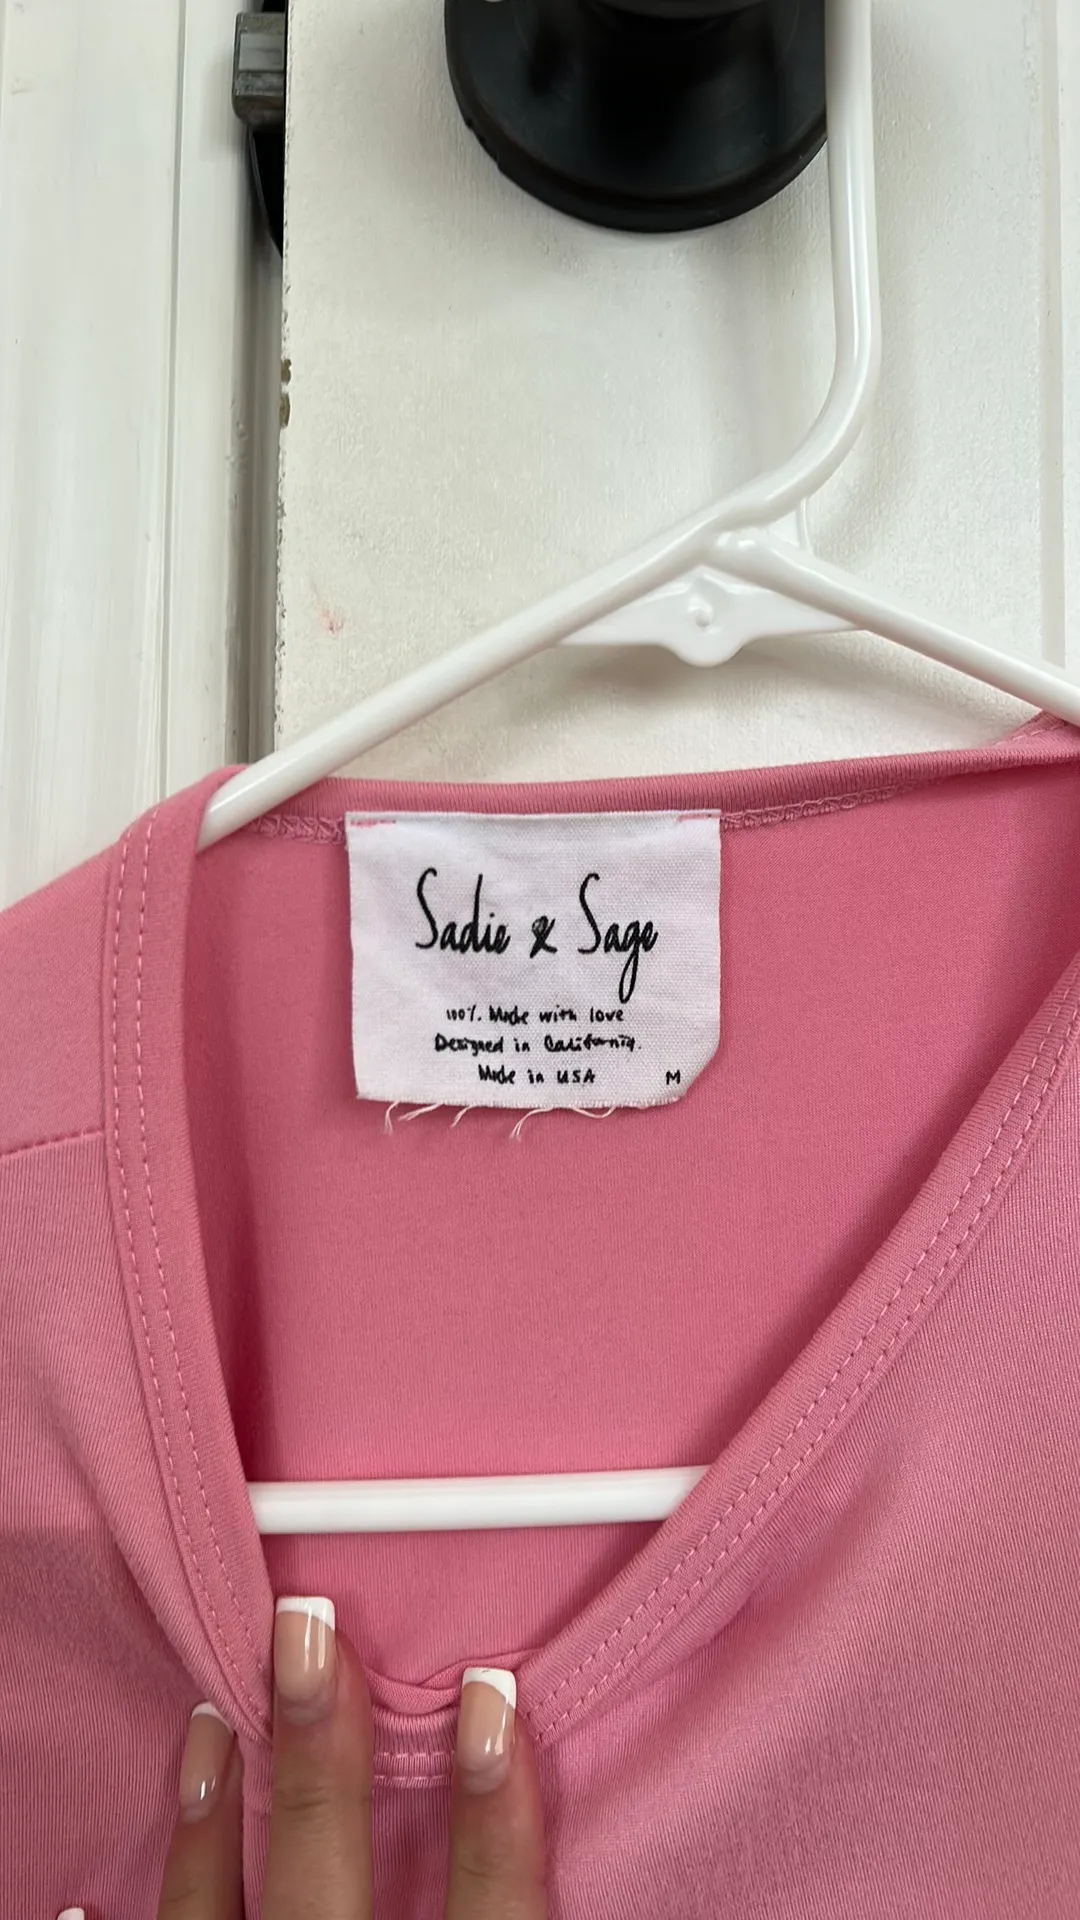 Sadie & Sage
100% Made with love
Designed in California.
Made in USA M